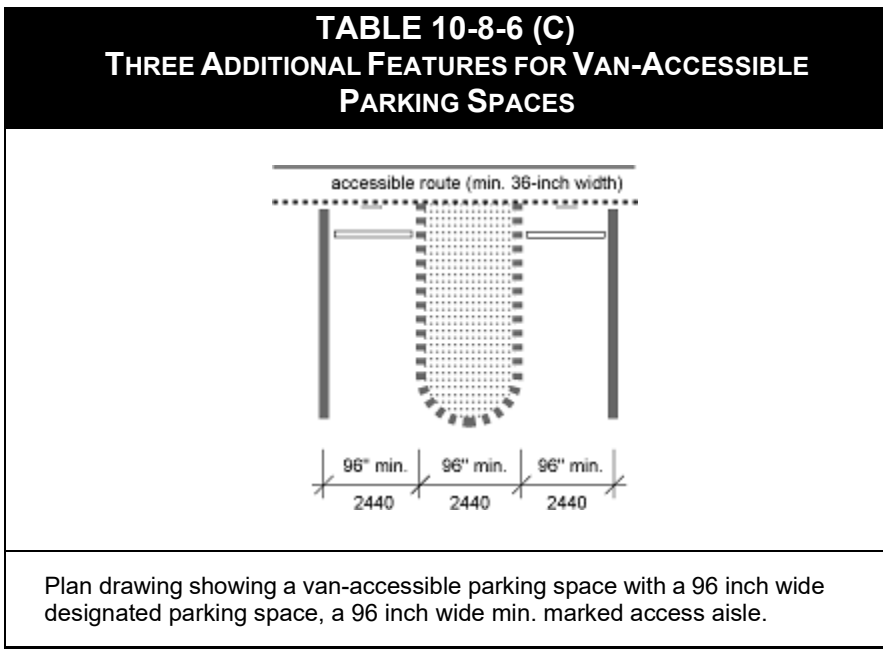 TABLE 10-8-6 (C)
THREE ADDITIONAL FEATURES FOR VAN-ACCESSIBLE
PARKING SPACES
accessible route (min. 36-inch width)
96" min. 96" min. 96" min.
2440 2440 2440
Plan drawing showing a van-accessible parking space with a 96 inch wide
designated parking space, a 96 inch wide min. marked access aisle.